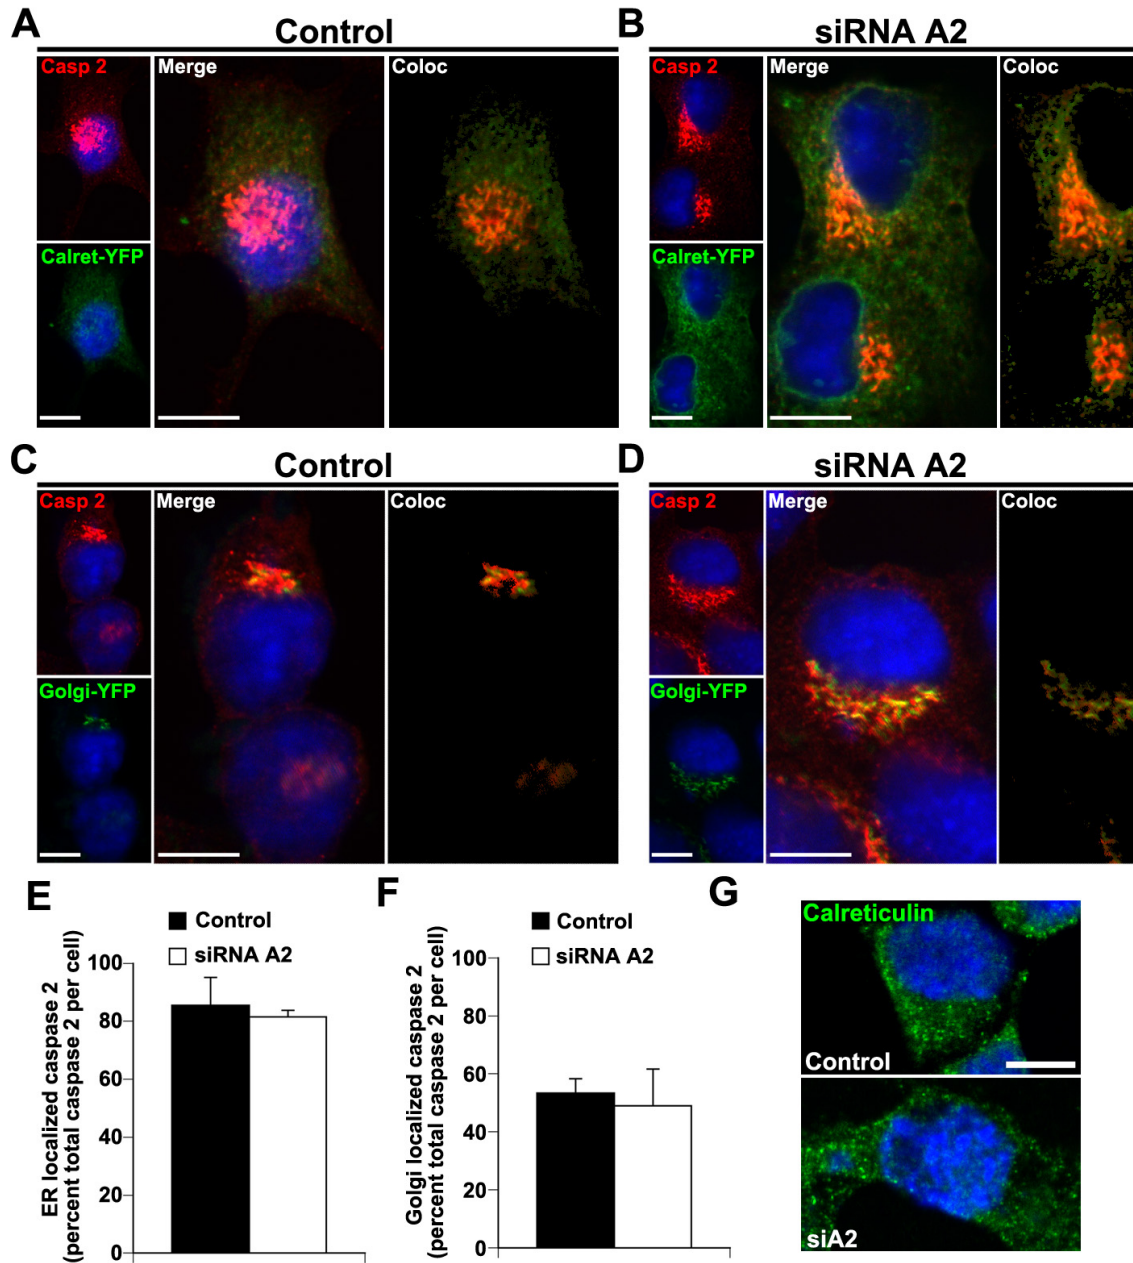 A
Control
Casp 2
Merge
Coloc
Calret-YFP
B
siRNA A2
Casp 2
Merge
Coloc
Calret-YFP
C
Control
Casp 2
Merge
Coloc
Golgi-YFP
D
siRNA A2
Casp 2
Merge
Coloc
Golgi-YFP
E
Control
siRNA A2
ER localized caspase 2
(percent total caspase 2 per cell)
100
80
60
40
20
0
F
Control
siRNA A2
Golgi localized caspase 2
(percent total caspase 2 per cell)
100
80
60
40
20
0
G
Calreticulin
Control
siA2